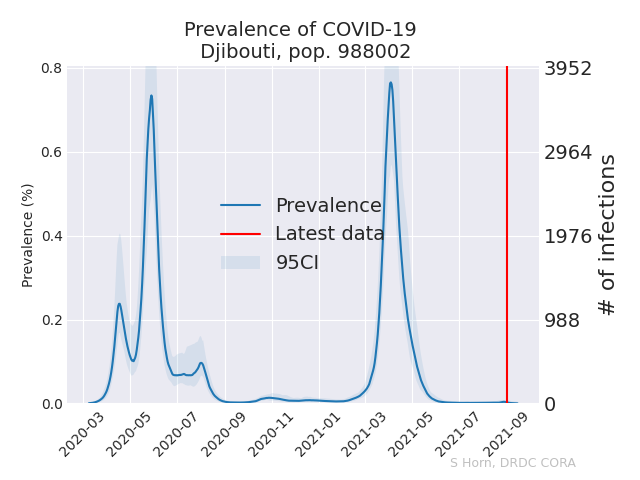 Prevalence of COVID-19
Djibouti, pop. 988002
0.8
0.6
0.4
0.2
0.0
Prevalence (%)
3952
2964
1976
988
0
# of infections
Prevalence
Latest data
95CI
2020-03
2020-05
2020-07
2020-09
2020-11
2021-01
2021-03
2021-05
2021-07
2021-09
S Horn, DRDC CORA